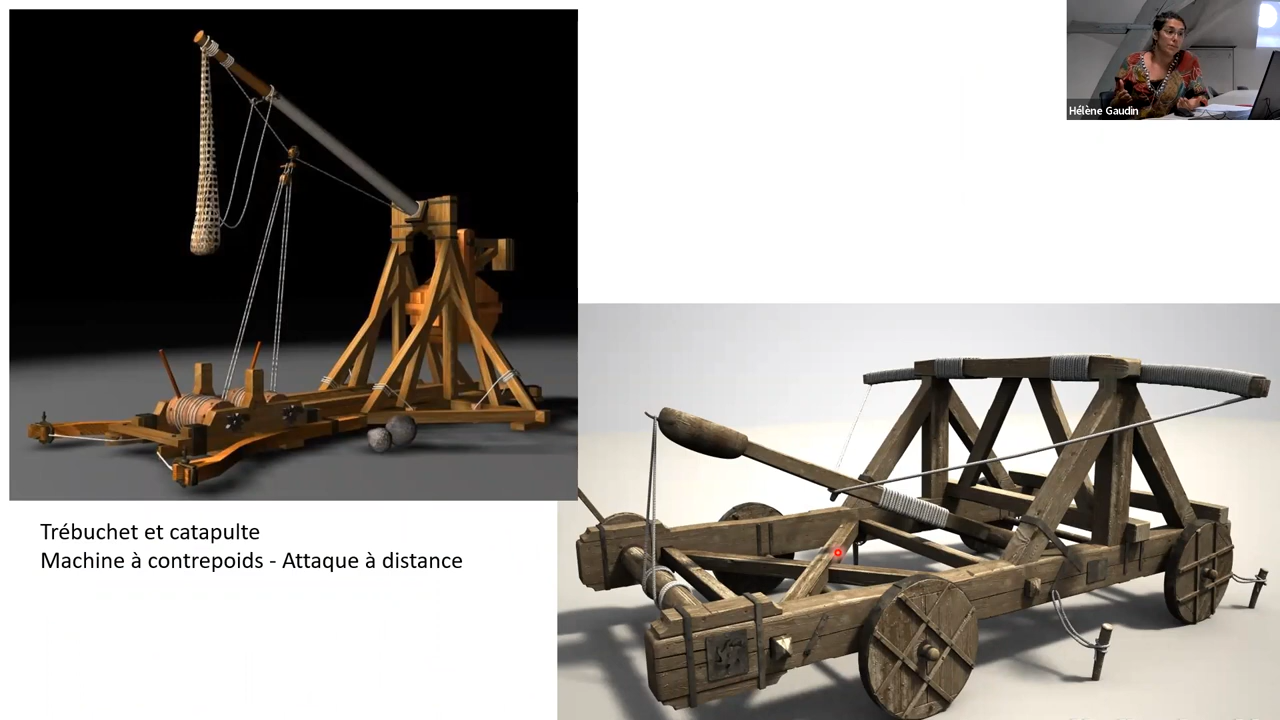 Hélène Gaudin
Trébuchet et catapulte
Machine à contrepoids - Attaque à distance